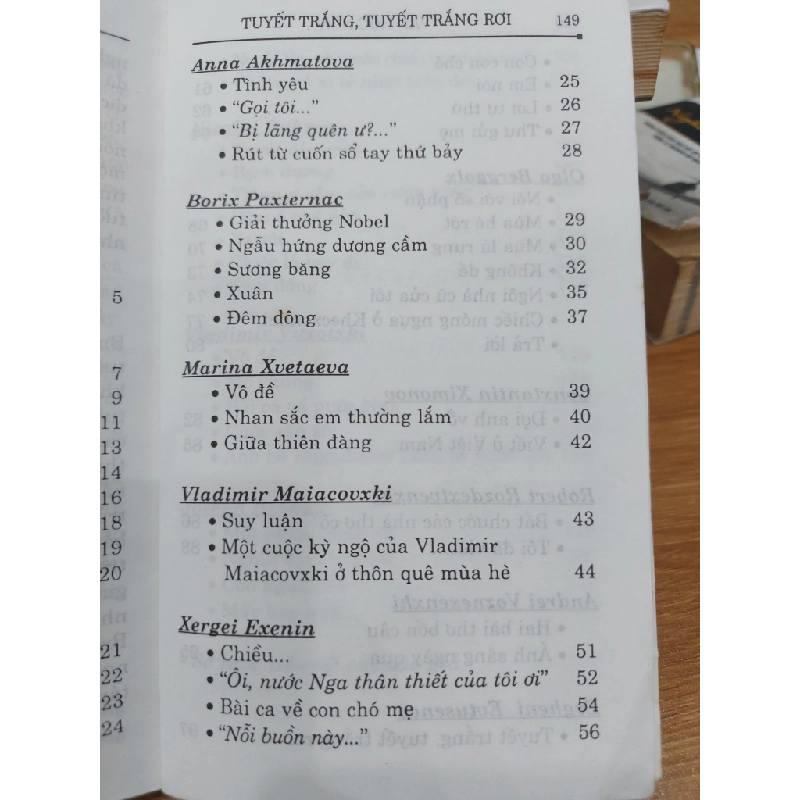 TUYẾT TRẮNG, TUYẾT TRẮNG RƠI 149
Anna Akhmatova
• Tình yêu 25
• “Gọi tôi...” 26
• “Bị lãng quên ư?...” 27
• Rút từ cuốn sổ tay thứ bảy 28
Borix Paxternac
• Giải thưởng Nobel 29
• Ngẫu hứng dương cầm 30
• Sương băng 32
• Xuân 35
• Đêm đông 37
Marina Xvetaeva
• Vô đề 39
• Nhan sắc em thường lắm 40
• Giữa thiên đàng 42
Vladimir Maiacovxki
• Suy luận 43
• Một cuộc kỳ ngộ của Vladimir
Maiacovxki ở thôn quê mùa hè 44
Xergei Exenin
• Chiều... 51
• “Ôi, nước Nga thân thiết của tôi ơi” 52
• Bài ca về con chó mẹ 54
• “Nỗi buồn này...” 56
5
7
9
11
13
14
16
18
19
20
21
22
23
24